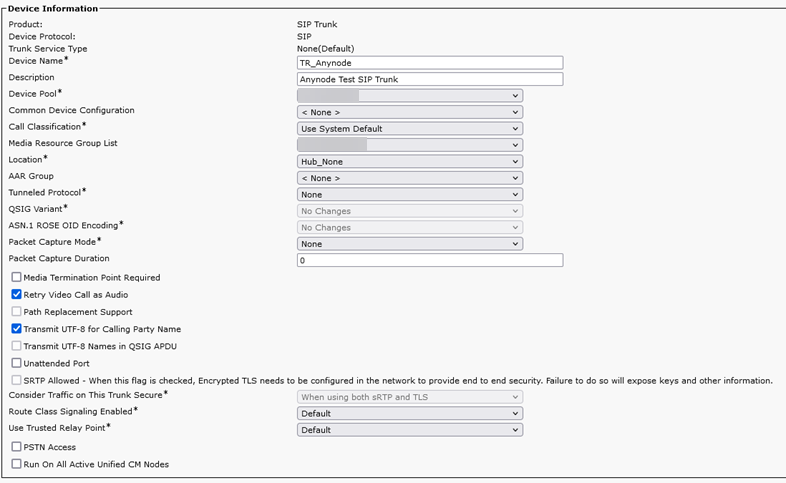 Device Information
Product: SIP Trunk
Device Protocol: SIP
Trunk Service Type None(Default)
Device Name* TR_Anynode
Description Anynode Test SIP Trunk
Device Pool*
Common Device Configuration < None >
Call Classification* Use System Default
Media Resource Group List
Location* Hub_None
AAR Group < None >
Tunneled Protocol* None
QSIG Variant* No Changes
ASN.1 ROSE OID Encoding* No Changes
Packet Capture Mode* None
Packet Capture Duration 0
Media Termination Point Required
Retry Video Call as Audio
Path Replacement Support
Transmit UTF-8 for Calling Party Name
Transmit UTF-8 Names in QSIG APDU
Unattended Port
SRTP Allowed - When this flag is checked, Encrypted TLS needs to be configured in the network to provide end to end security. Failure to do so will expose keys and other information.
Consider Traffic on This Trunk Secure* When using both sRTP and TLS
Route Class Signaling Enabled* Default
Use Trusted Relay Point* Default
PSTN Access
Run On All Active Unified CM Nodes